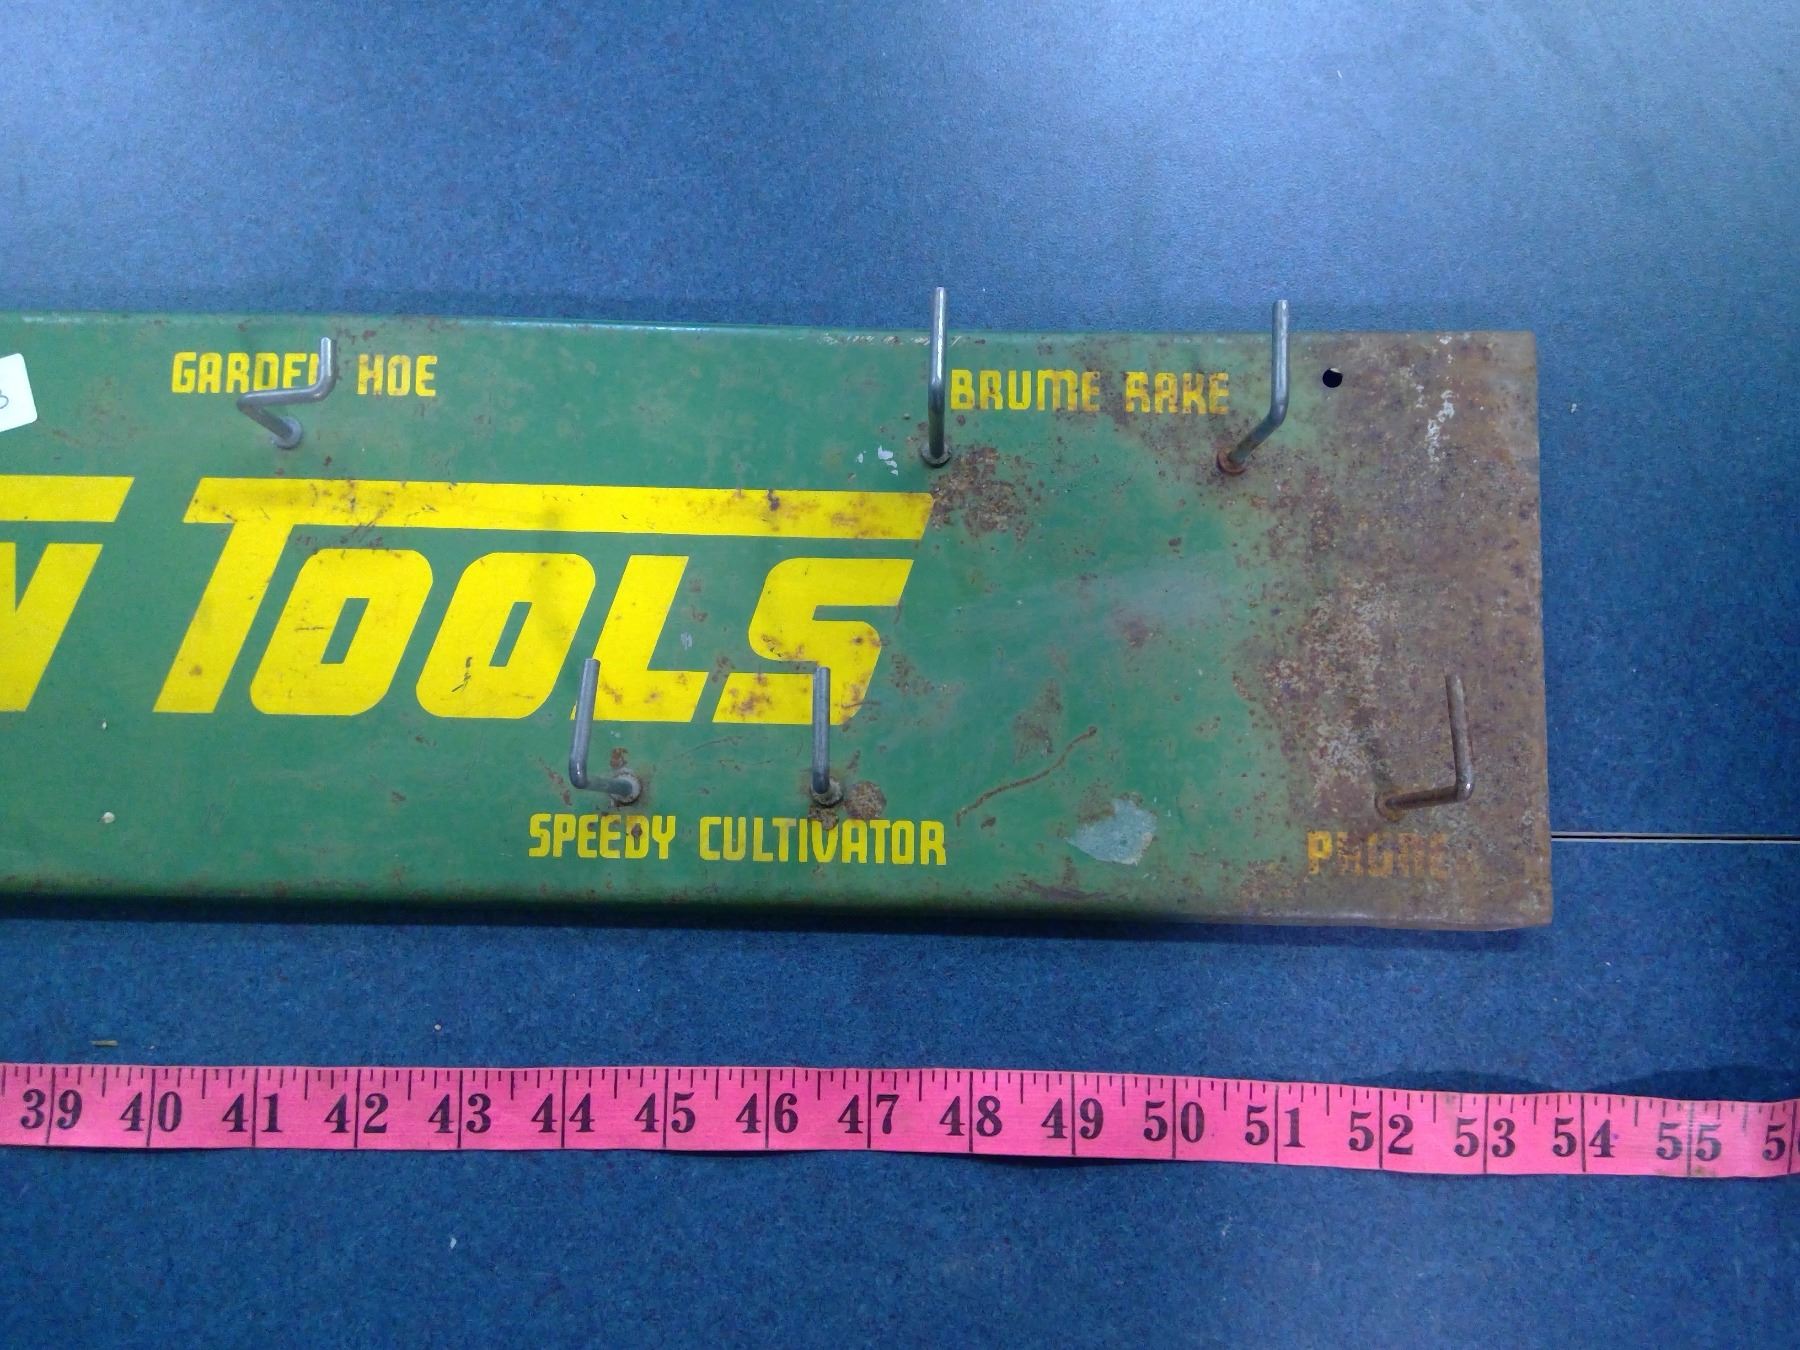 GARDEN HOE
BRUME RAKE
N TOOLS
SPEEDY CULTIVATOR
39 40 41 42 43 44 45 46 47 48 49 50 51 52 53 54 55